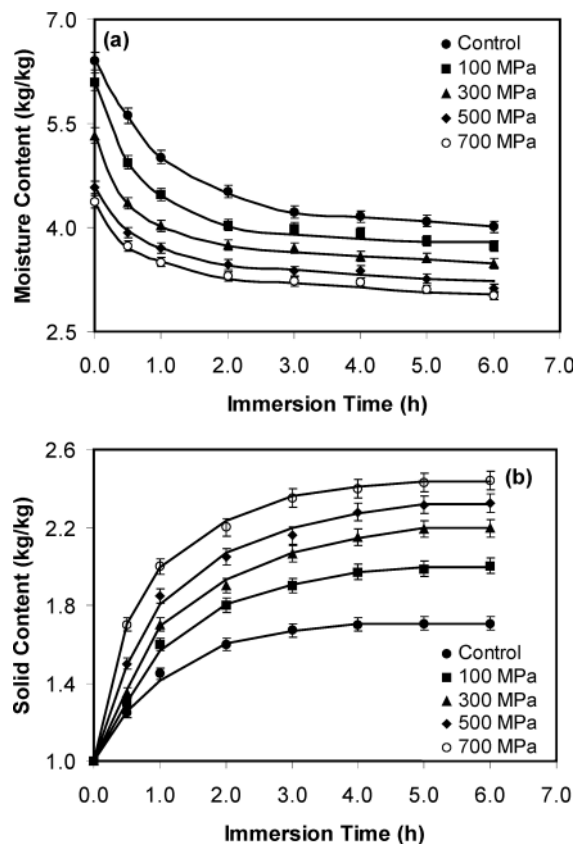 (a)
Control
100 MPa
300 MPa
500 MPa
700 MPa
7.0
5.5
4.0
2.5
Moisture Content (kg/kg)
0.0 1.0 2.0 3.0 4.0 5.0 6.0 7.0
Immersion Time (h)
(b)
2.6
2.2
1.8
1.4
1.0
Solid Content (kg/kg)
Control
100 MPa
300 MPa
500 MPa
700 MPa
0.0 1.0 2.0 3.0 4.0 5.0 6.0 7.0
Immersion Time (h)